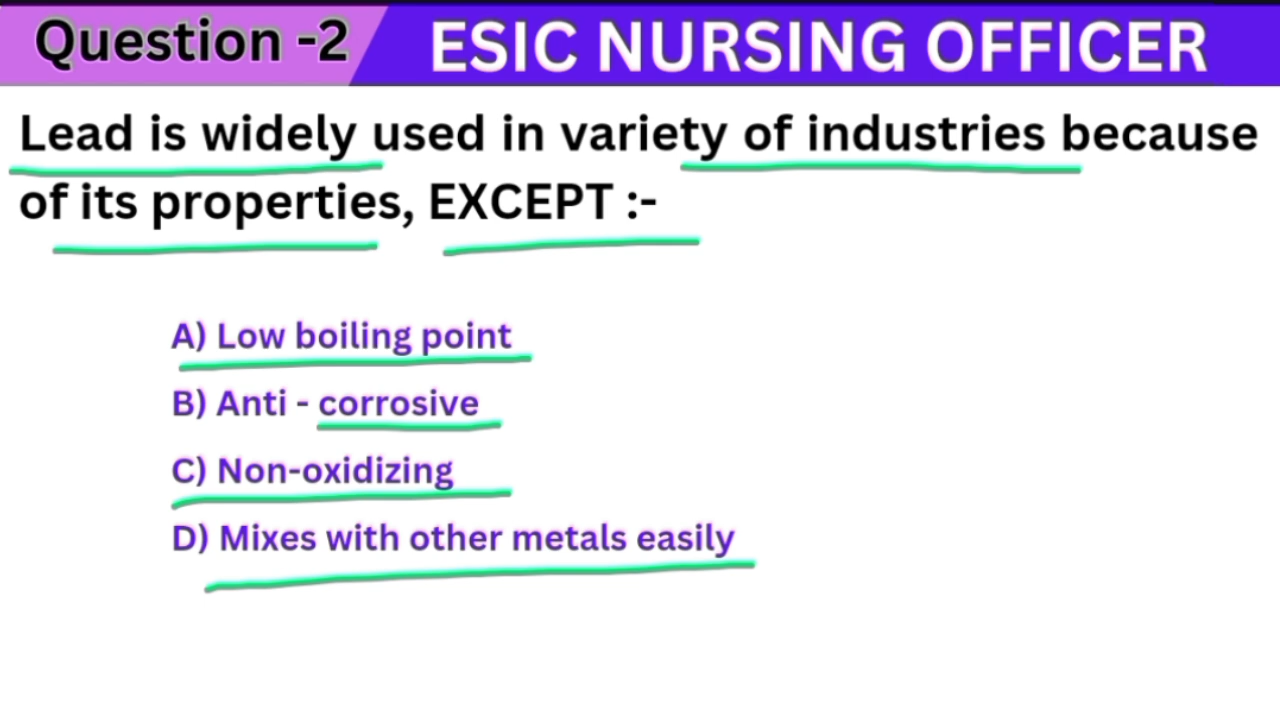 Question -2
ESIC NURSING OFFICER
Lead is widely used in variety of industries because
of its properties, EXCEPT :-
A) Low boiling point
B) Anti - corrosive
C) Non-oxidizing
D) Mixes with other metals easily